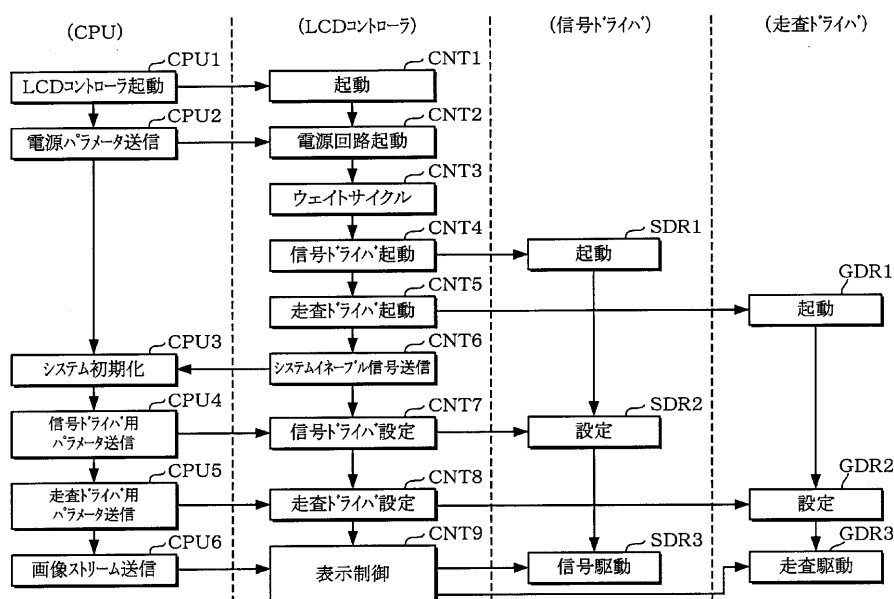 (CPU)
(LCDコントローラ)
(信号ドライバ)
(走査ドライバ)
CPU1
CNT1
LCDコントローラ起動
起動
CPU2
CNT2
電源パラメータ送信
電源回路起動
CNT3
ウェイトサイクル
CNT4
SDR1
信号ドライバ起動
起動
CNT5
GDR1
走査ドライバ起動
起動
CPU3
CNT6
システム初期化
システムイネーブル信号送信
CPU4
CNT7
SDR2
信号ドライバ用
パラメータ送信
信号ドライバ設定
設定
CPU5
CNT8
GDR2
走査ドライバ用
パラメータ送信
走査ドライバ設定
設定
CPU6
CNT9
SDR3
GDR3
画像ストリーム送信
表示制御
信号駆動
走査駆動